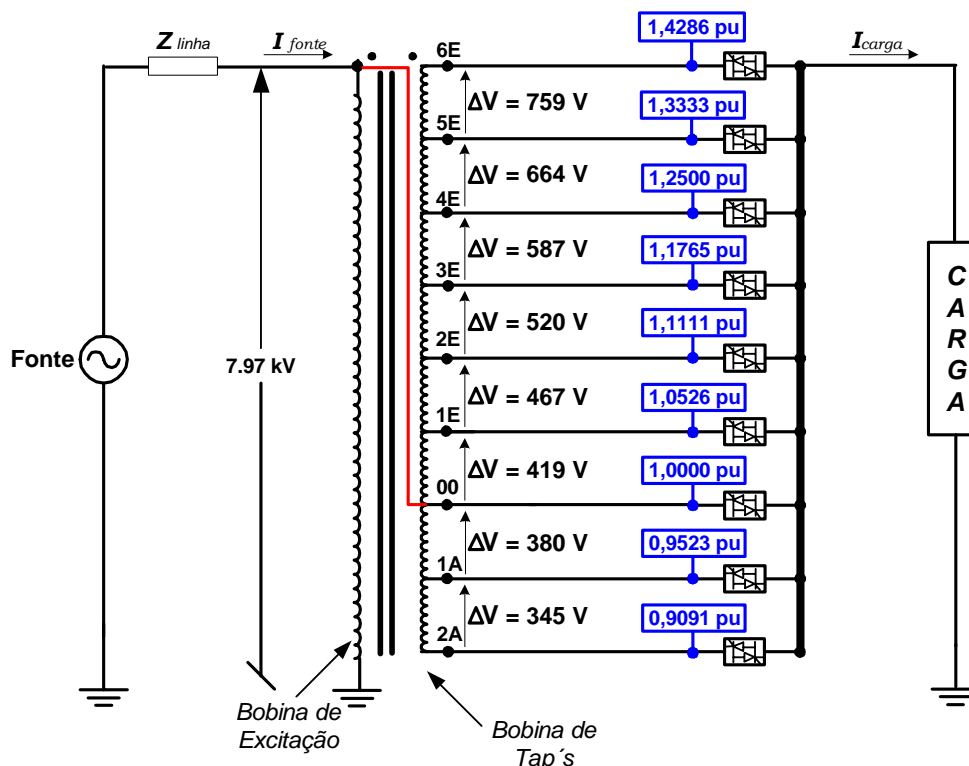 Z linha
I fonte
6E
1,4286 pu
Icarga
ΔV = 759 V
1,3333 pu
5E
ΔV = 664 V
1,2500 pu
4E
ΔV = 587 V
1,1765 pu
3E
ΔV = 520 V
1,1111 pu
2E
Fonte
7.97 kV
ΔV = 467 V
1,0526 pu
1E
ΔV = 419 V
1,0000 pu
00
ΔV = 380 V
0,9523 pu
1A
ΔV = 345 V
0,9091 pu
2A
C
A
R
G
A
Bobina de
Excitação
Bobina de
Tap´s